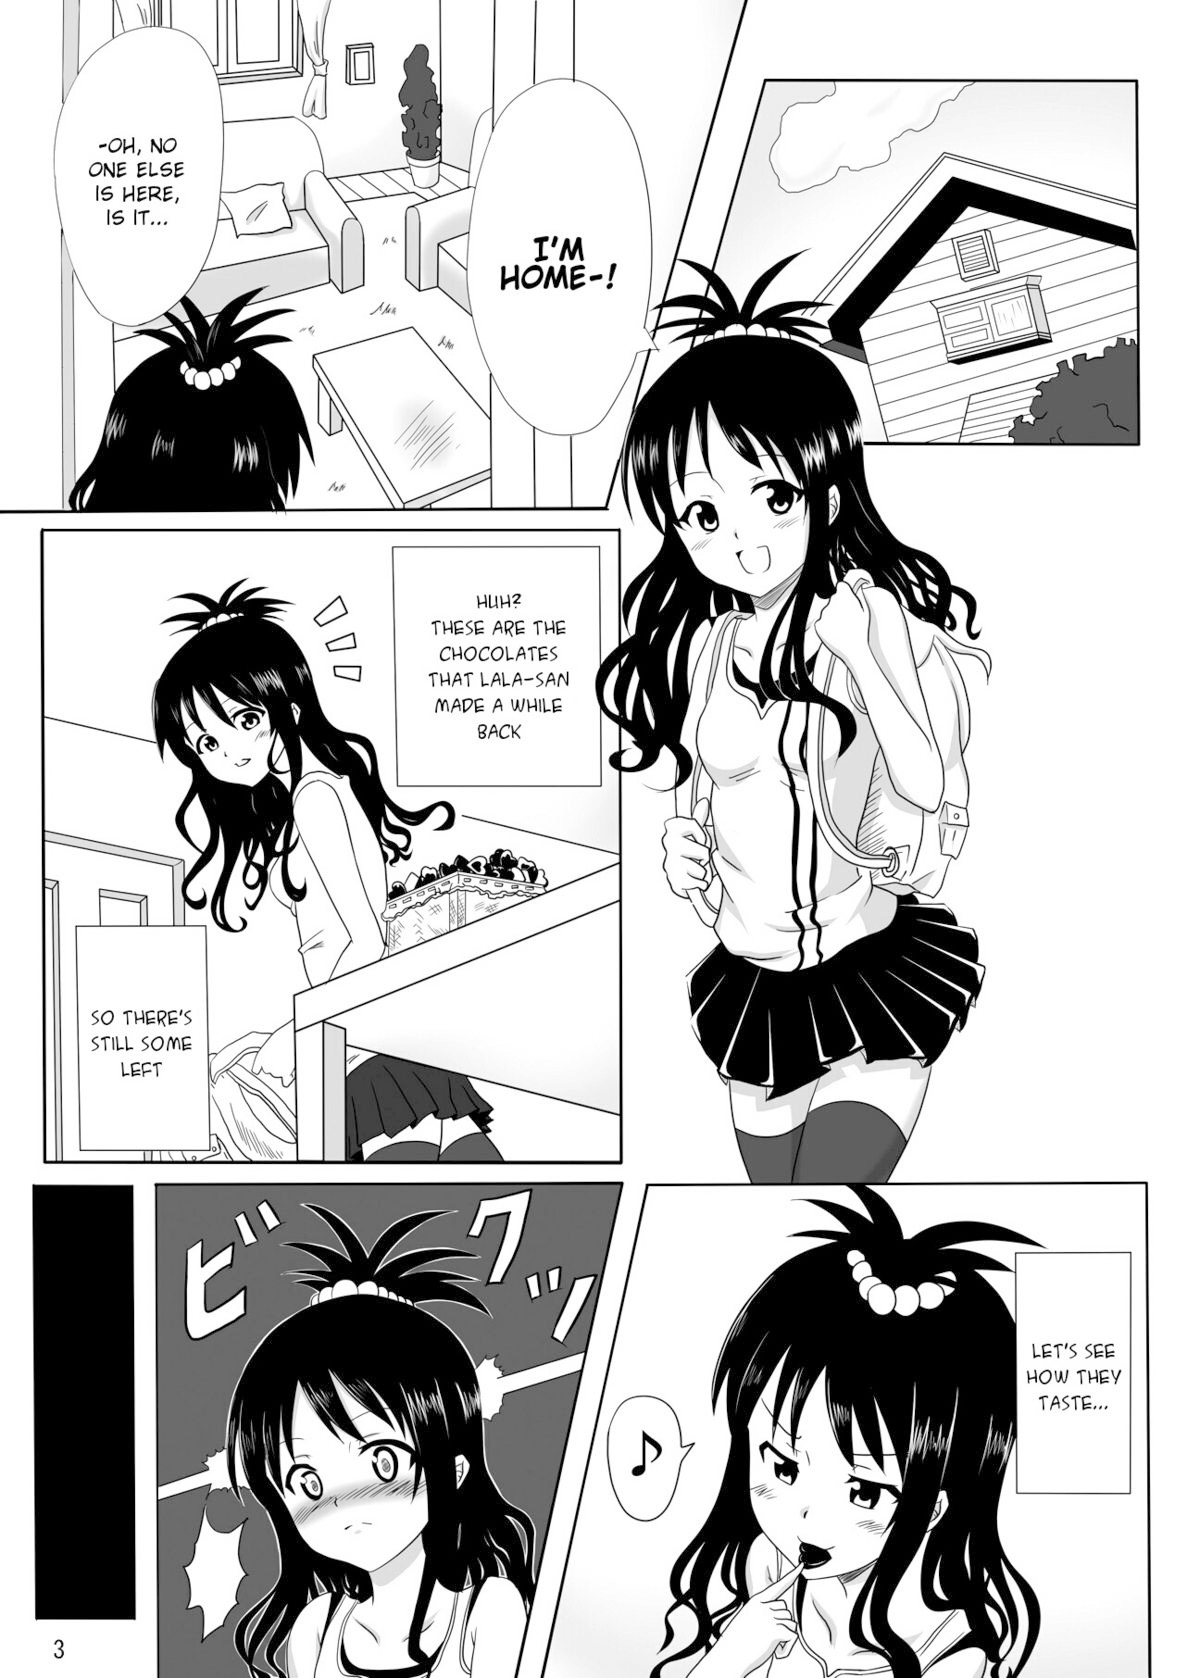 I'M
HOME-!
-OH, NO
ONE ELSE
IS HERE,
IS IT...
HUH?
THESE ARE THE
CHOCOLATES
THAT LALA-SAN
MADE A WHILE
BACK
SO THERE'S
STILL SOME
LEFT
LET'S SEE
HOW THEY
TASTE...
ビクッ
3